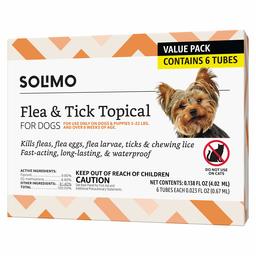 VALUE PACK
CONTAINS 6 TUBES
SOLIMO
Flea & Tick Topical
FOR DOGS
FOR USE ONLY ON DOGS & PUPPIES 5-22 LBS.
AND OVER 8 WEEKS OF AGE.
Kills fleas, flea eggs, flea larvae, ticks & chewing lice
Fast-acting, long-lasting, & waterproof
ACTIVE INGREDIENTS:
OTHER INGREDIENTS:
TOTAL
KEEP OUT OF REACH OF CHILDREN
CAUTION
DO NOT
USE ON CATS
NET CONTENTS: 0.138 FL OZ (4.02 ML)
6 TUBES EACH 0.023 FL OZ (0.67 ML)